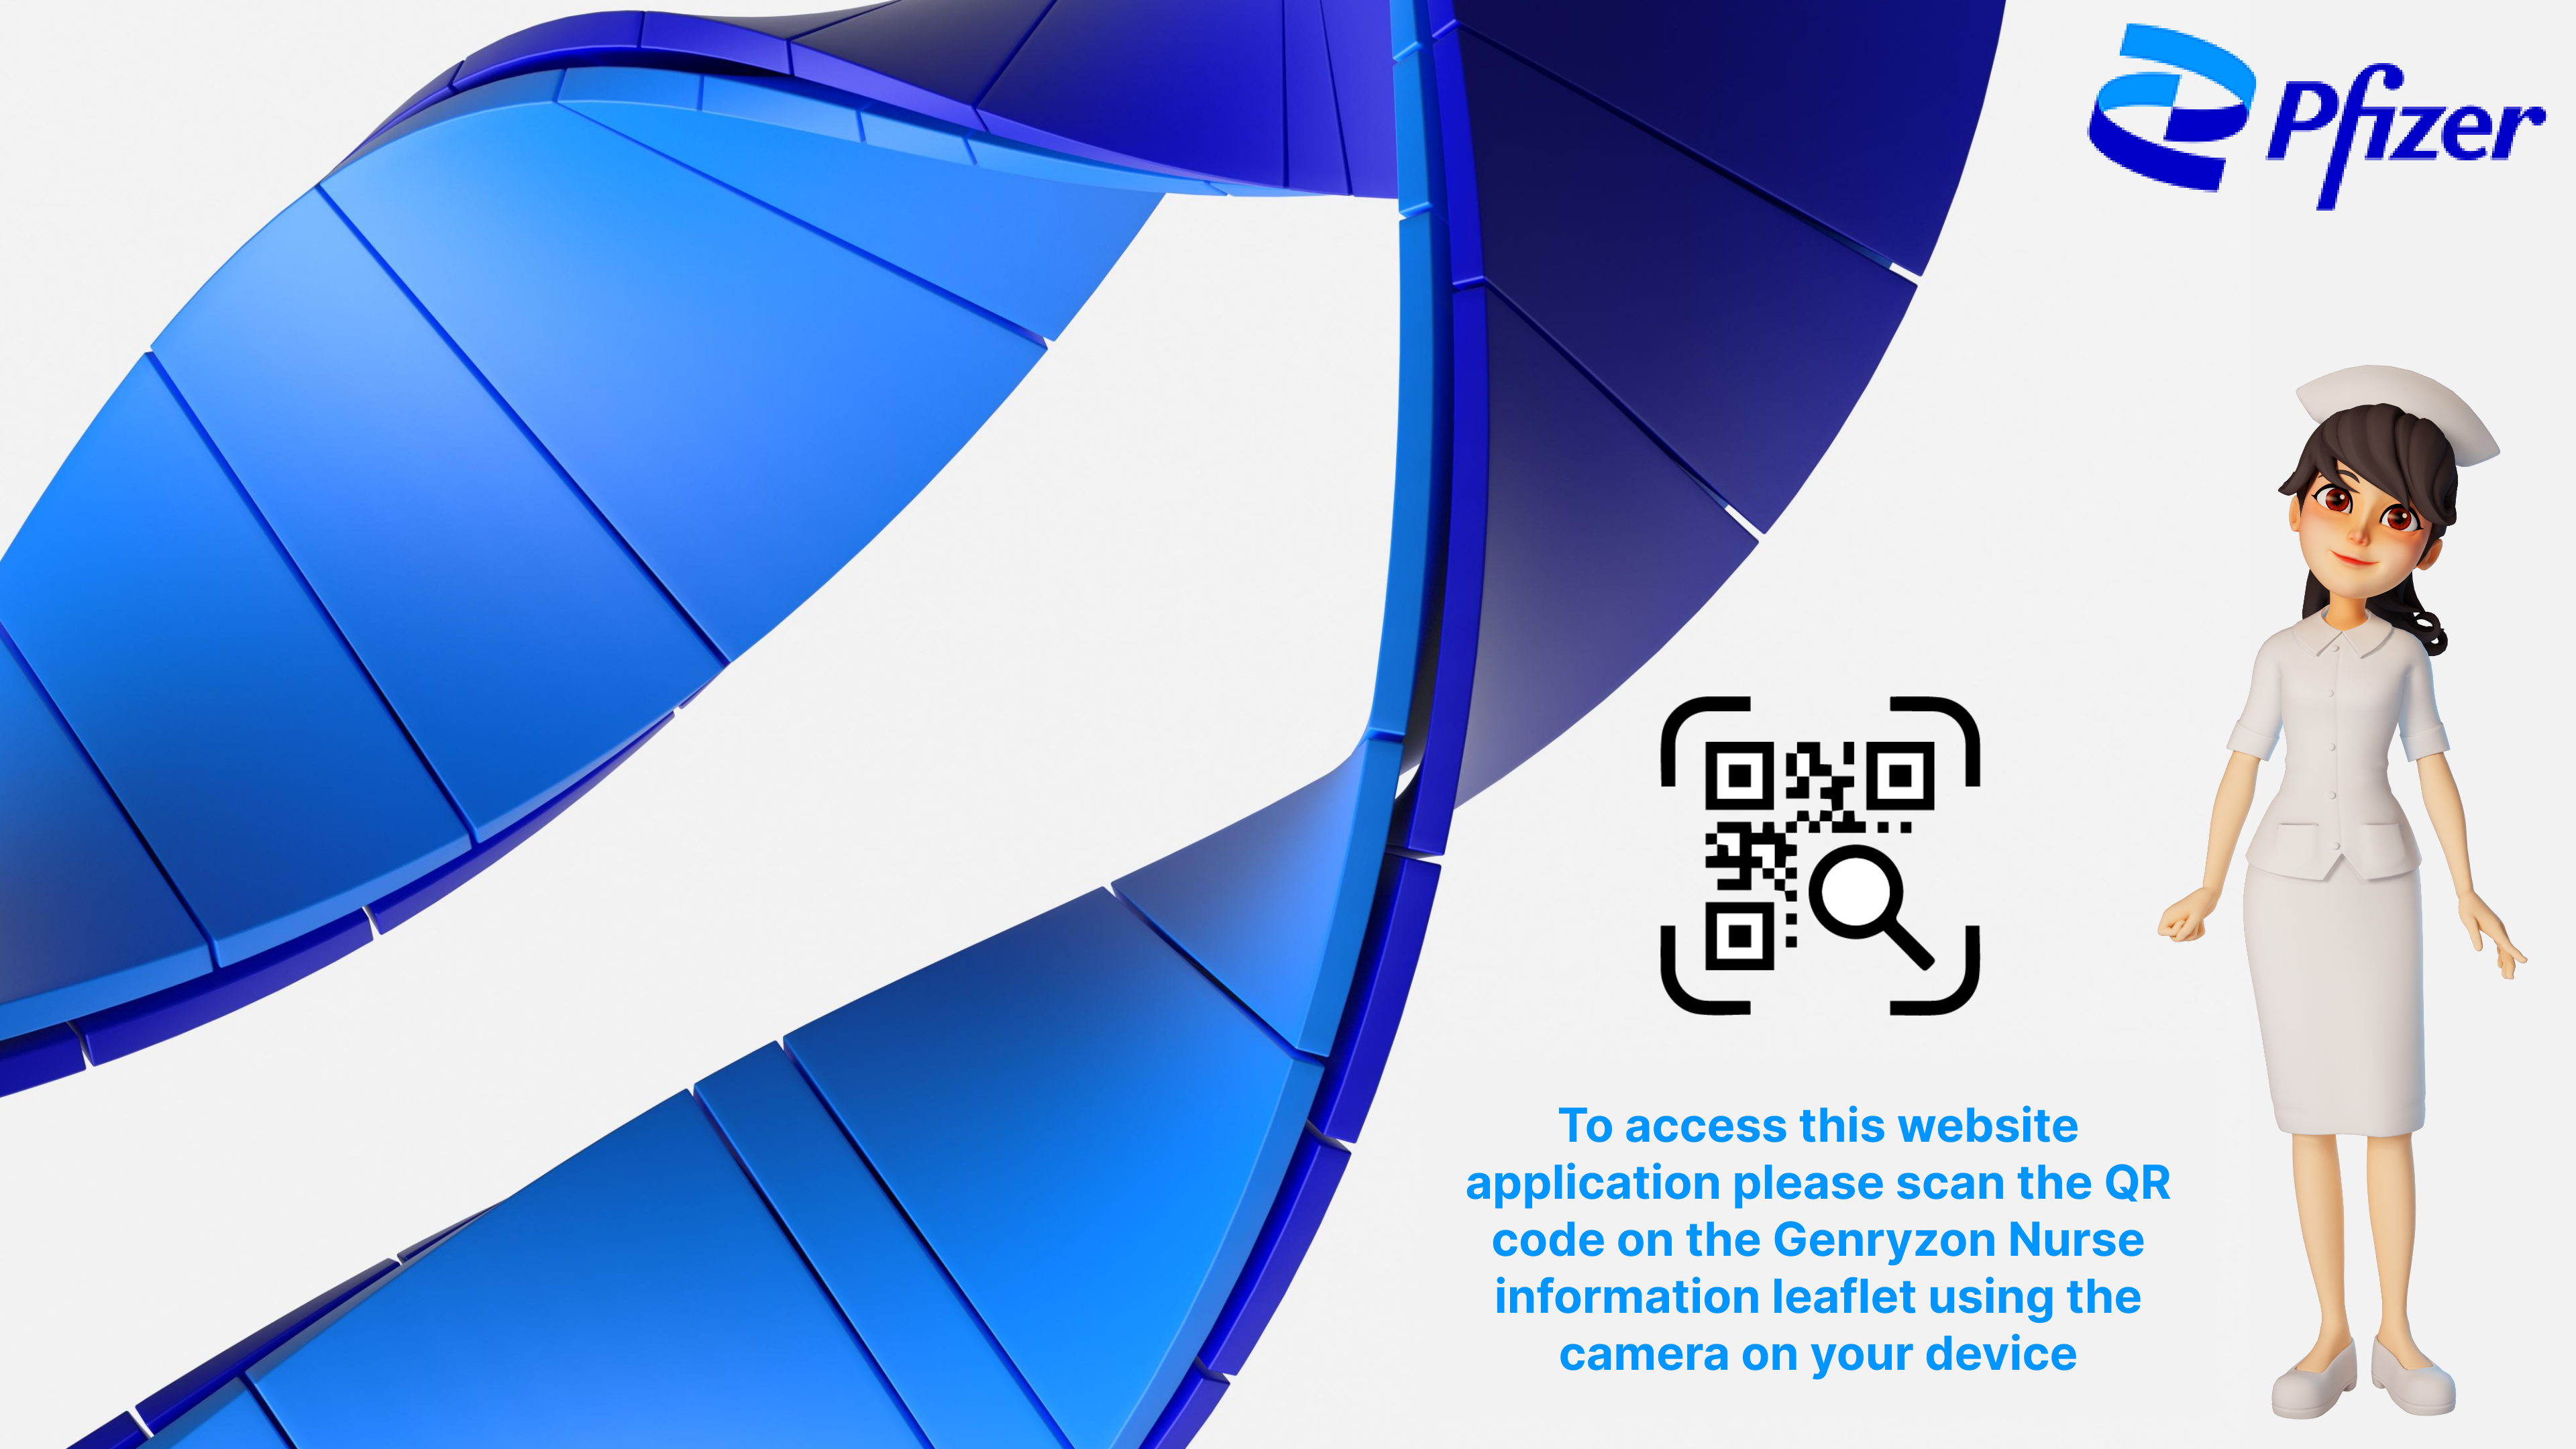 Pfizer
To access this website
application please scan the QR
code on the Genryzon Nurse
information leaflet using the
camera on your device